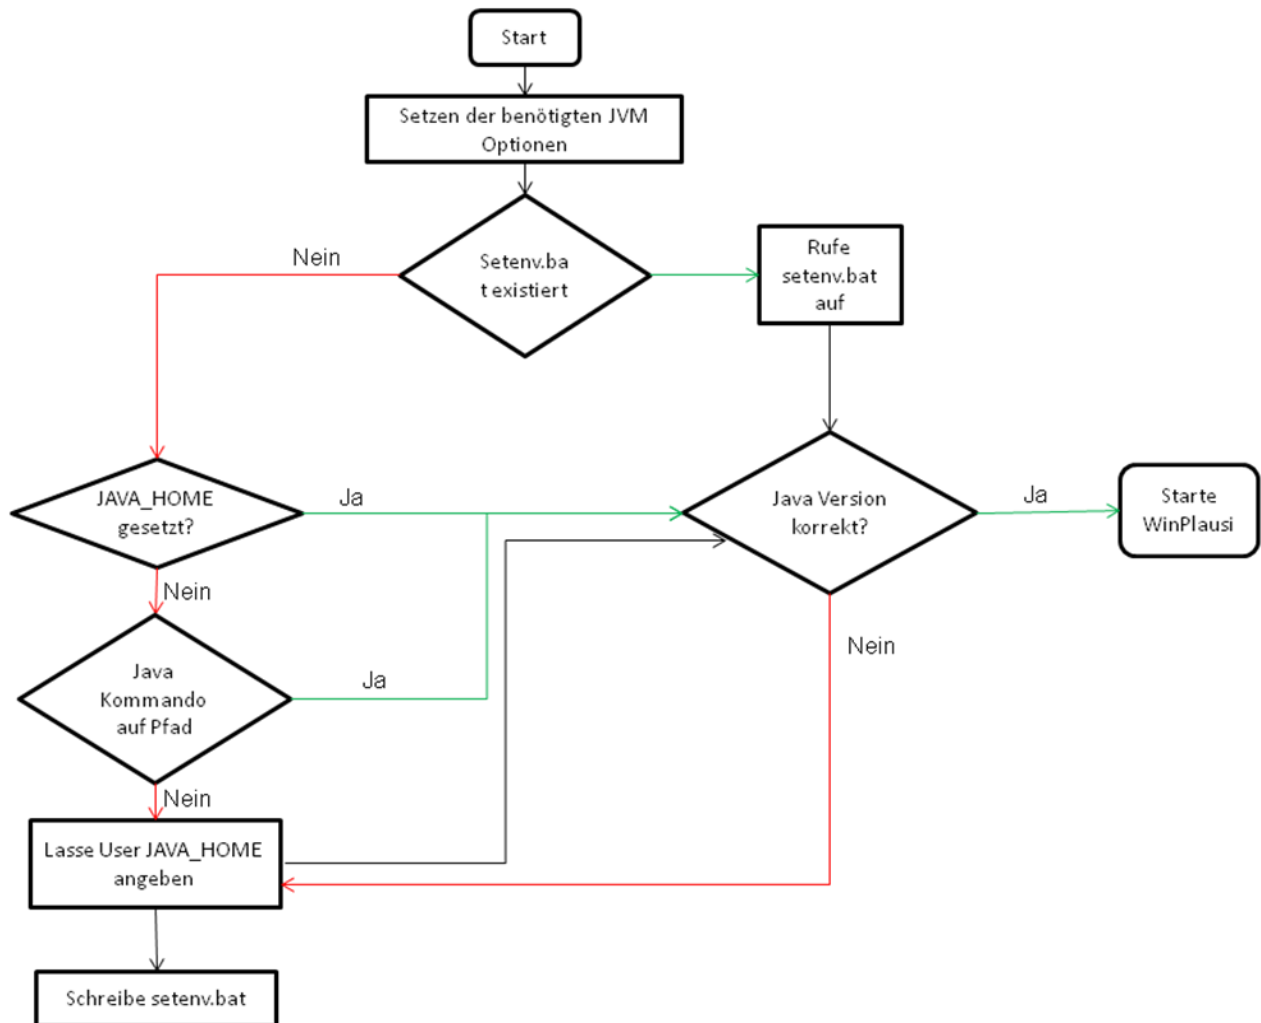 Start
Setzen der benötigten JVM
Optionen
Nein
Setenv.ba
t existiert
Rufe
setenv.bat
auf
JAVA_HOME
gesetzt?
Ja
Java Version
korrekt?
Ja
Starte
WinPlausi
Nein
Nein
Java
Kommando
auf Pfad
Ja
Nein
Lasse User JAVA_HOME
angeben
Schreibe setenv.bat